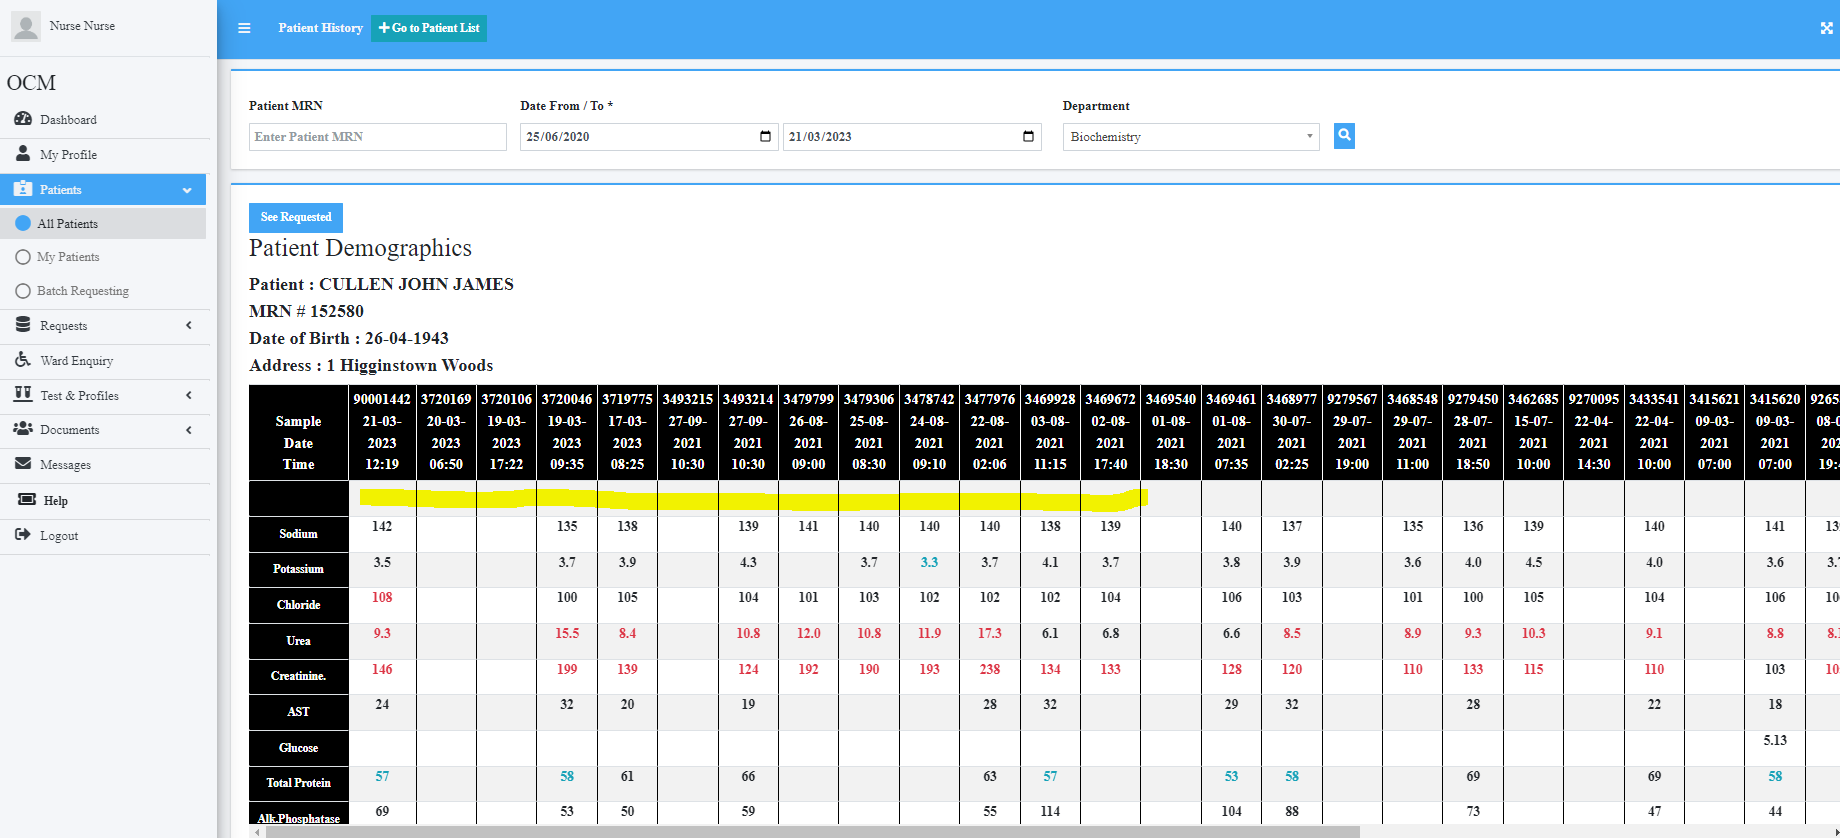 Nurse Nurse
OCM
Dashboard
My Profile
Patients
All Patients
My Patients
Batch Requesting
Requests
Ward Enquiry
Test & Profiles
Documents
Messages
Help
Logout
Patient History
Go to Patient List
Patient MRN
Date From / To *
Department
Enter Patient MRN
25/06/2020
21/03/2023
Biochemistry
See Requested
Patient Demographics
Patient : CULLEN JOHN JAMES
MRN # 152580
Date of Birth : 26-04-1943
Address : 1 Higginstown Woods
90001442 3720169 3720106 3720046 3719775 3493215 3493214 3479799 3479306 3478742 3477976 3469928 3469672 3469540 3469461 3468977 9279567 3468548 9279450 3462685 9270095 3433541 3415621 3415620
Sample 21-03- 20-03- 19-03- 19-03- 17-03- 27-09- 27-09- 26-08- 25-08- 24-08- 22-08- 03-08- 02-08- 01-08- 01-08- 30-07- 29-07- 29-07- 28-07- 15-07- 22-04- 22-04- 09-03- 09-03-
Date 2023 2023 2023 2023 2023 2021 2021 2021 2021 2021 2021 2021 2021 2021 2021 2021 2021 2021 2021 2021 2021 2021 2021 2021
Time 12:19 06:50 17:22 09:35 08:25 10:30 10:30 09:00 08:30 09:10 02:06 11:15 17:40 18:30 07:35 02:25 19:00 11:00 18:50 10:00 14:30 10:00 07:00 07:00
Sodium 142 135 138 139 141 140 140 140 138 139 140 137 135 136 139 140 141
Potassium 3.5 3.7 3.9 4.3 3.7 3.3 3.7 4.1 3.7 3.8 3.9 3.6 4.0 4.5 4.0 3.6
Chloride 108 100 105 104 101 103 102 102 102 104 106 103 101 100 105 104 106
Urea 9.3 15.5 8.4 10.8 12.0 10.8 11.9 17.3 6.1 6.8 6.6 8.5 8.9 9.3 10.3 9.1 8.8
Creatinine. 146 199 139 124 192 190 193 238 134 133 128 120 110 133 115 110 103
AST 24 32 20 19 28 32 29 32 28 22 18
Glucose 5.13
Total Protein 57 58 61 66 63 57 53 58 69 69 58
Alk.Phosphatase 69 53 50 59 55 114 104 88 73 47 44